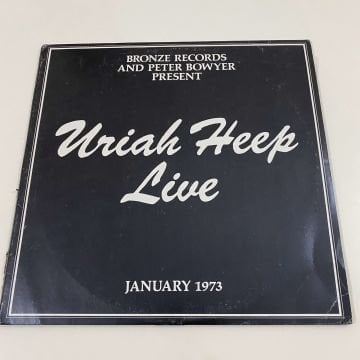 BRONZE RECORDS
AND PETER BOWYER
PRESENT
Uriah Heep
Live
JANUARY 1973